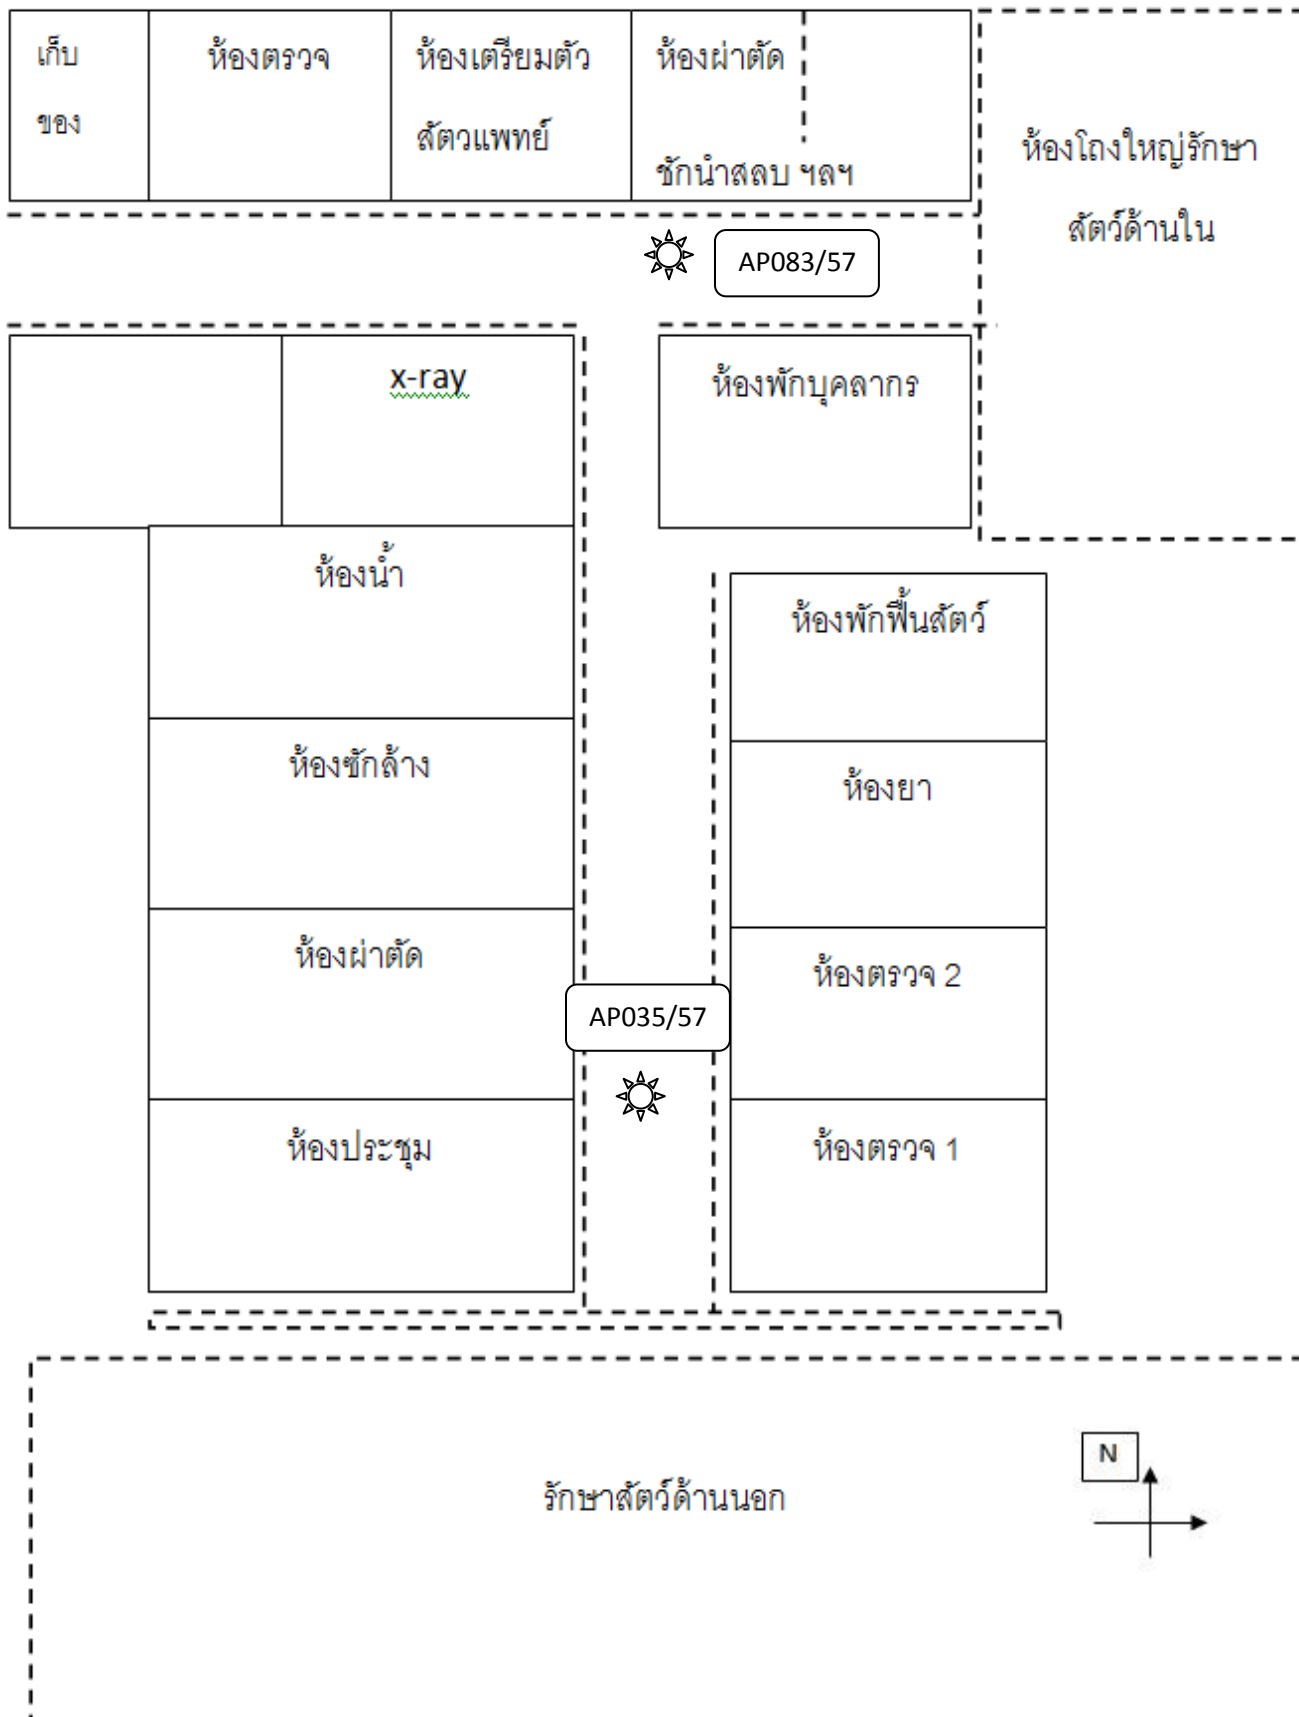 เก็บ
ของ
ห้องตรวจ
ห้องเตรียมตัว
สัตวแพทย์
ห้องผ่าตัด
ชักนำสลบ ฯลฯ
ห้องโถงใหญ่รักษา
สัตว์ด้านใน
AP083/57
x-ray
ห้องพักบุคลากร
ห้องน้ำ
ห้องพักฟื้นสัตว์
ห้องซักล้าง
ห้องยา
ห้องผ่าตัด
ห้องตรวจ 2
AP035/57
ห้องประชุม
ห้องตรวจ 1
N
รักษาสัตว์ด้านนอก